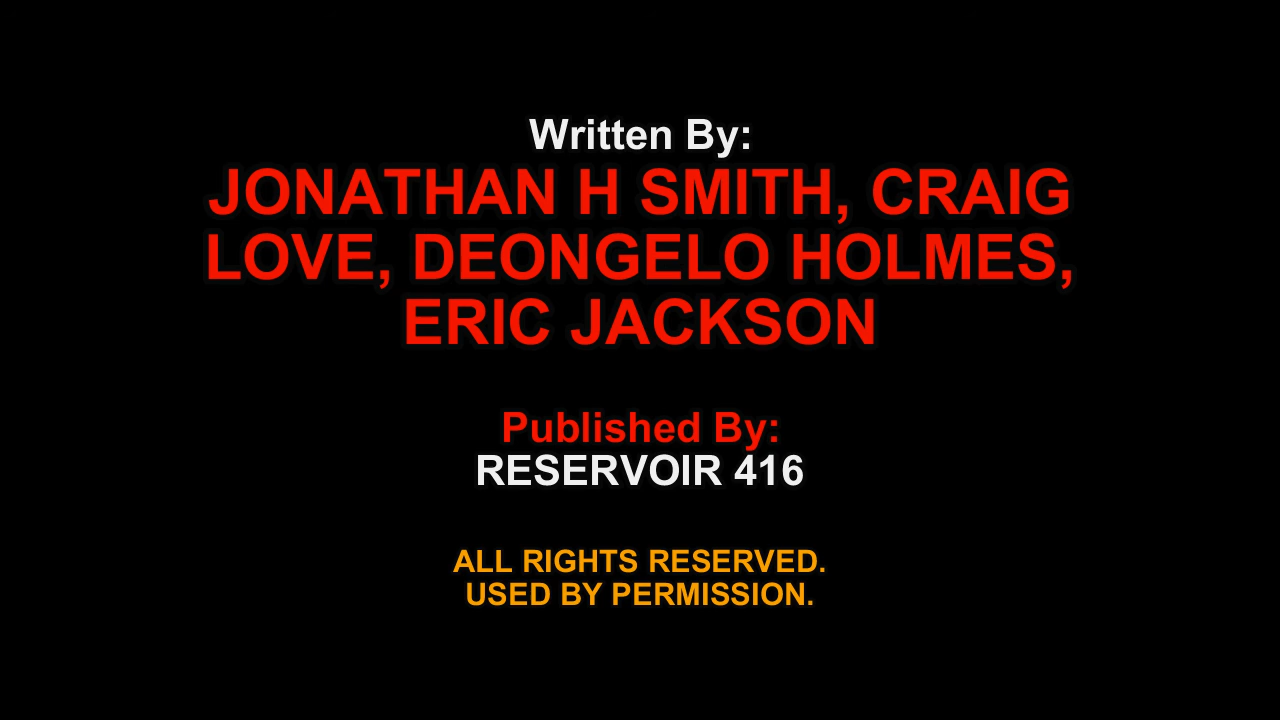 Written By:
JONATHAN H SMITH, CRAIG
LOVE, DEONGELO HOLMES,
ERIC JACKSON
Published By:
RESERVOIR 416
ALL RIGHTS RESERVED.
USED BY PERMISSION.